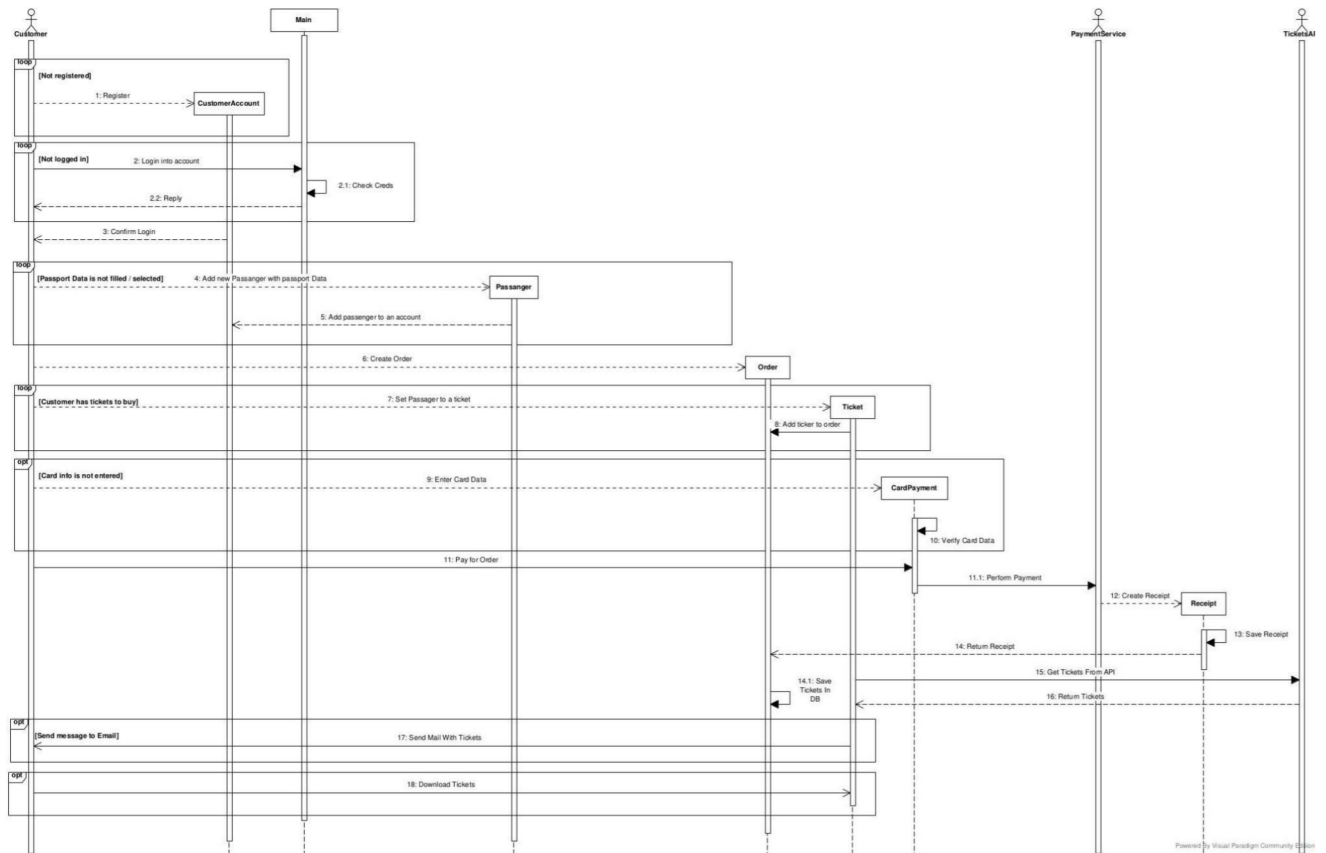 Customer
Main
PaymentService
TicketsAI
loop
[Not registered]
1: Register
CustomerAccount
loop
[Not logged in]
2: Login into account
2.1: Check Creds
2.2: Reply
3: Confirm Login
loop
[Passport Data is not filled / selected]
4: Add new Passanger with passport Data
Passanger
5: Add passenger to an account
6: Create Order
Order
loop
[Customer has tickets to buy]
7: Set Passager to a ticket
Ticket
8: Add ticker to order
opt
[Card info is not entered]
9: Enter Card Data
CardPayment
10: Verify Card Data
11: Pay for Order
11.1: Perform Payment
12: Create Receipt
Receipt
13: Save Receipt
14: Return Receipt
15: Get Tickets From API
14.1: Save
Tickets In
DB
16: Return Tickets
opt
[Send message to Email]
17: Send Mail With Tickets
opt
18: Download Tickets
Powered By Visual Paradigm Community Edition